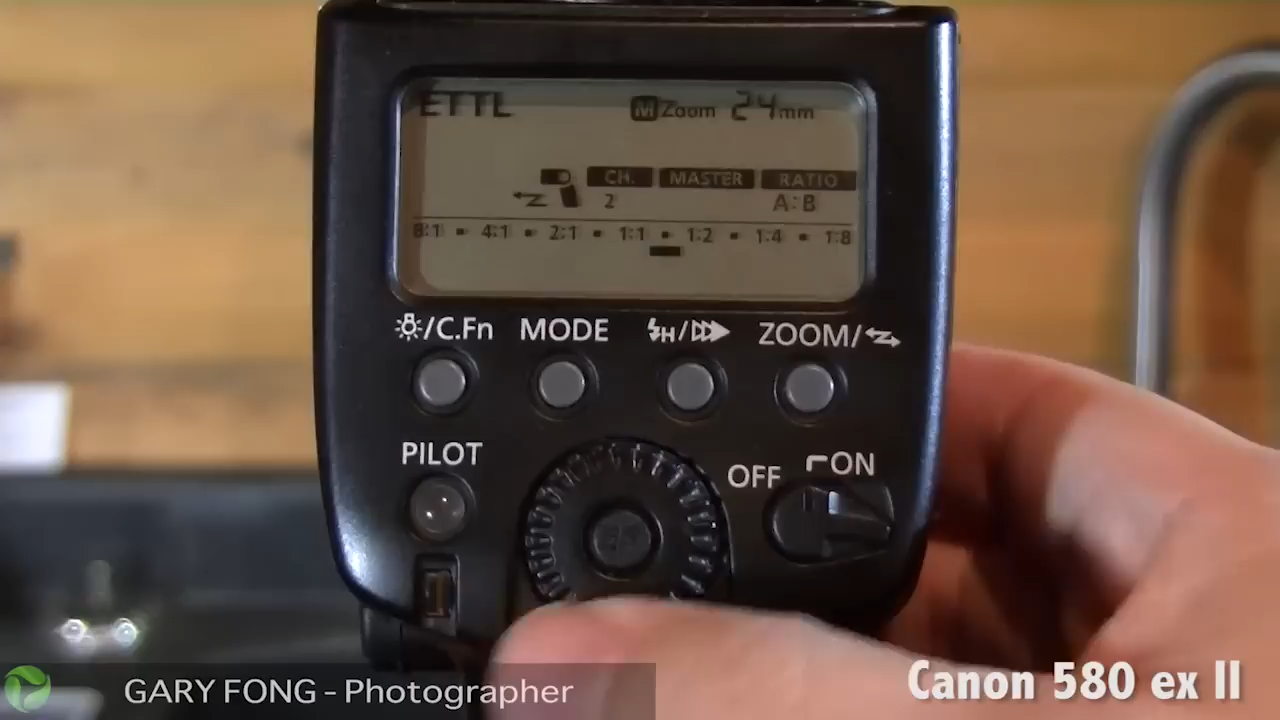 ETTL M Zoom 24mm
CH. MASTER RATIO
2 A:B
8:1 4:1 2:1 1:1 1:2 1:4 1:8
/C.Fn MODE H/ ZOOM/
PILOT
OFF ON
GARY FONG - Photographer
Canon 580 ex II